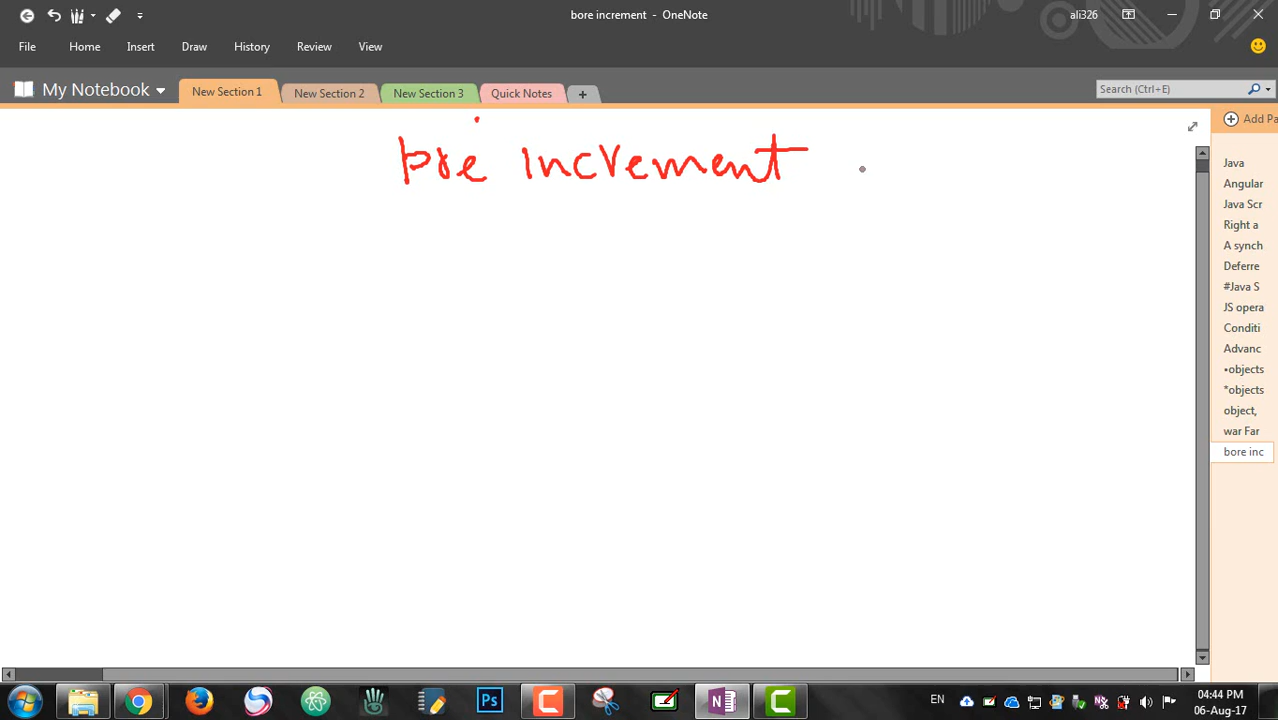 bore increment - OneNote
ali326
File Home Insert Draw History Review View
My Notebook New Section 1 New Section 2 New Section 3 Quick Notes + Search (Ctrl+E)
Add Pa
pre increment
Java
Angular
Java Scr
Right a
A synch
Deferre
#Java S
JS opera
Conditi
Advanc
•objects
*objects
object,
war Far
bore inc
Ps
EN
04:44 PM
06-Aug-17